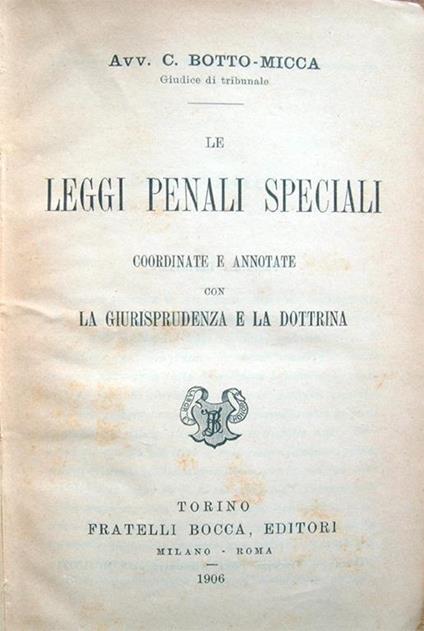 Avv. C. BOTTO-MICCA
Giudice di tribunale
LE
LEGGI PENALI SPECIALI
COORDINATE E ANNOTATE
CON
LA GIURISPRUDENZA E LA DOTTRINA
LABOR
TORINO
FRATELLI BOCCA, EDITORI
MILANO - ROMA
1906